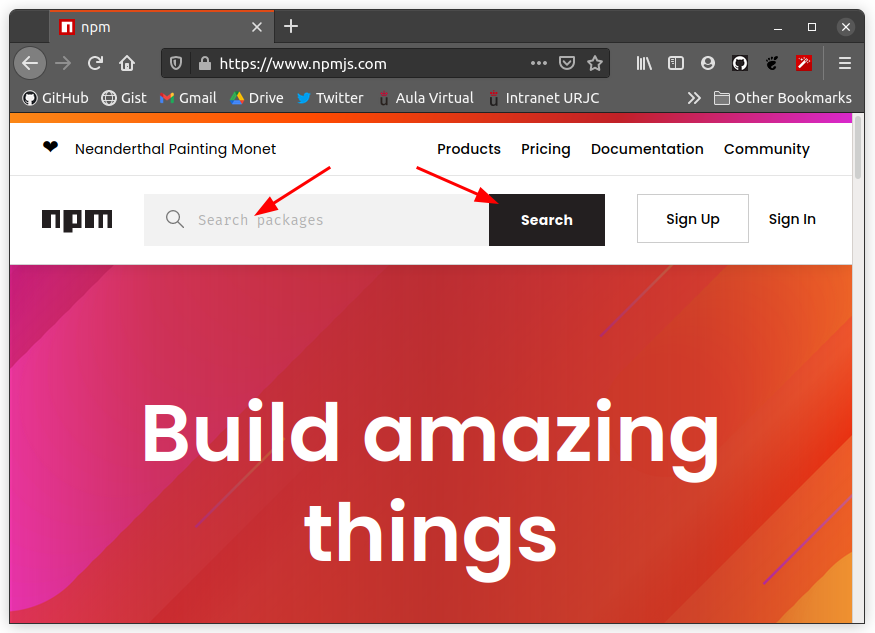 npm
https://www.npmjs.com
GitHub Gist Gmail Drive Twitter Aula Virtual Intranet URJC Other Bookmarks
❤ Neanderthal Painting Monet Products Pricing Documentation Community
npm Search packages Search Sign Up Sign In
Build amazing
things